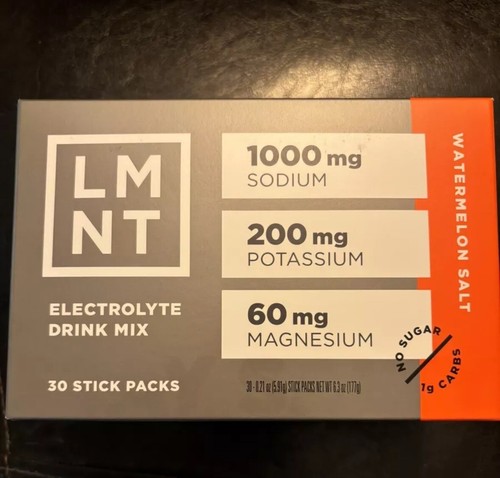 LM
NT
ELECTROLYTE
DRINK MIX
30 STICK PACKS
1000 mg
SODIUM
200 mg
POTASSIUM
60 mg
MAGNESIUM
30 - 0.21 oz (5.91g) STICK PACKS NET WT 6.3 oz (177g)
WATERMELON SALT
NO SUGAR
1g CARBS